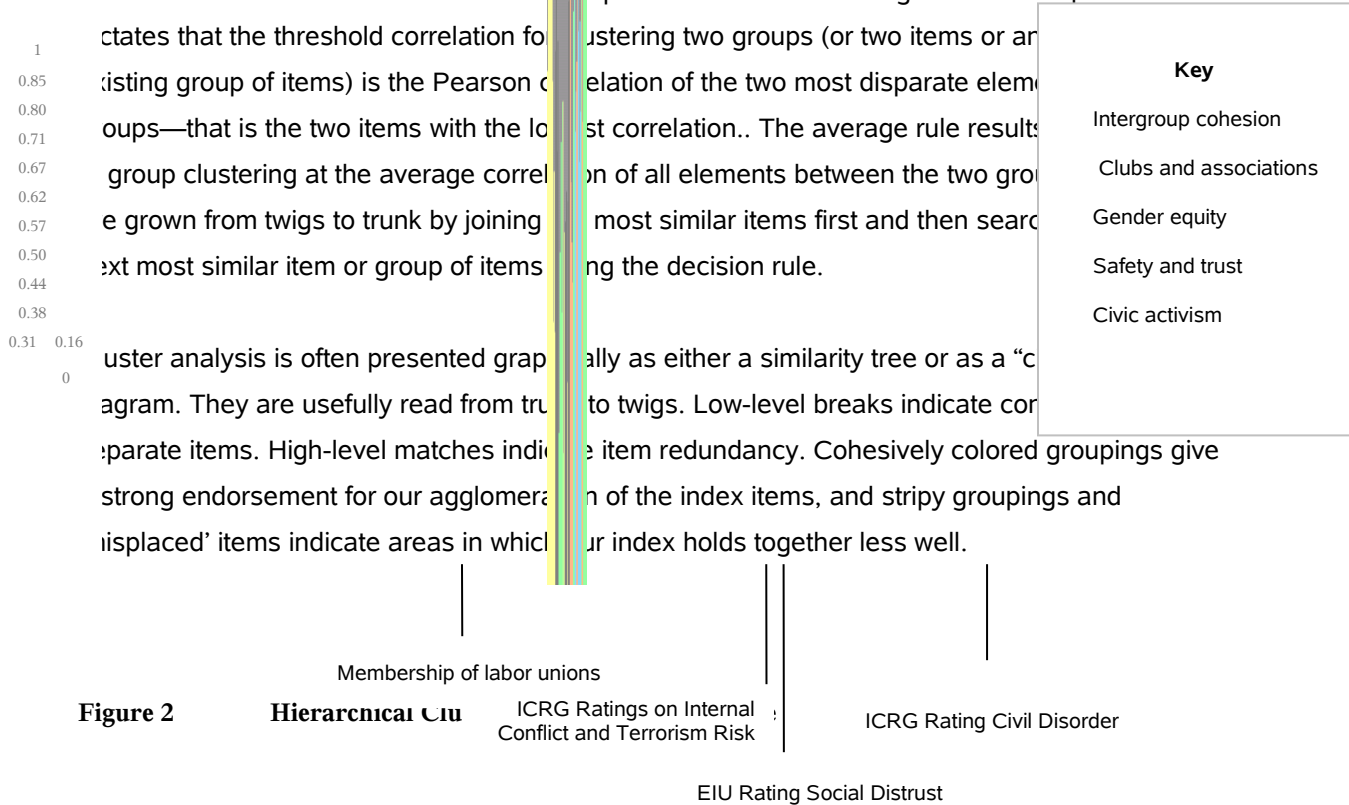 ctates that the threshold correlation for ustering two groups (or two items or an
xisting group of items) is the Pearson c elation of the two most disparate eleme
oups—that is the two items with the lo st correlation.. The average rule results
group clustering at the average correl on of all elements between the two grou
e grown from twigs to trunk by joining most similar items first and then searc
ext most similar item or group of items ng the decision rule.
uster analysis is often presented grap ally as either a similarity tree or as a “c
agram. They are usefully read from tru to twigs. Low-level breaks indicate con
eparate items. High-level matches indic e item redundancy. Cohesively colored groupings give
strong endorsement for our agglomera n of the index items, and stripy groupings and
isplaced’ items indicate areas in which ur index holds together less well.
1
0.85
0.80
0.71
0.67
0.62
0.57
0.50
0.44
0.38
0.31 0.16
0
Key
Intergroup cohesion
Clubs and associations
Gender equity
Safety and trust
Civic activism
Membership of labor unions
Figure 2 Hierarchical Clu
ICRG Ratings on Internal
Conflict and Terrorism Risk
ICRG Rating Civil Disorder
EIU Rating Social Distrust